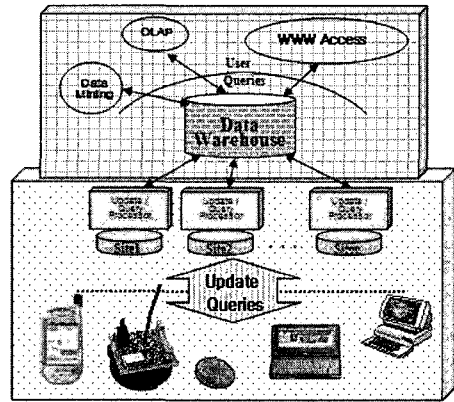 OLAP
WWW Access
User
Queries
Data
Mining
Data
Warehouse
Update /
Query
Processor
Update /
Query
Processor
Update /
Query
Processor
Site1
Site2
. . .
Update
Queries